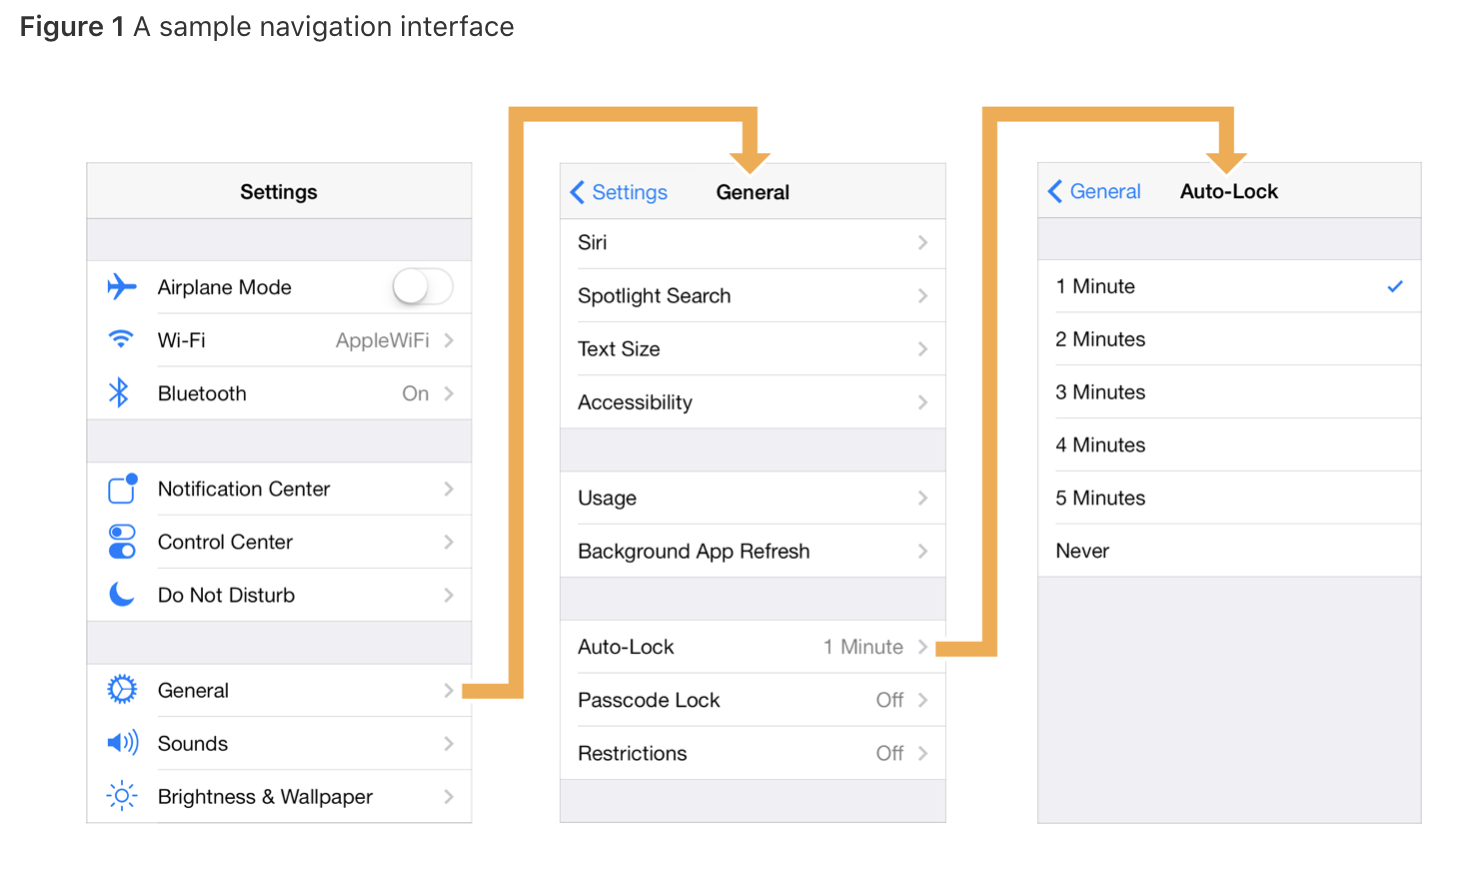 Figure 1 A sample navigation interface
Settings
Airplane Mode
Wi-Fi AppleWiFi
Bluetooth On
Notification Center
Control Center
Do Not Disturb
General
Sounds
Brightness & Wallpaper
Settings General
Siri
Spotlight Search
Text Size
Accessibility
Usage
Background App Refresh
Auto-Lock 1 Minute
Passcode Lock Off
Restrictions Off
General Auto-Lock
1 Minute
2 Minutes
3 Minutes
4 Minutes
5 Minutes
Never